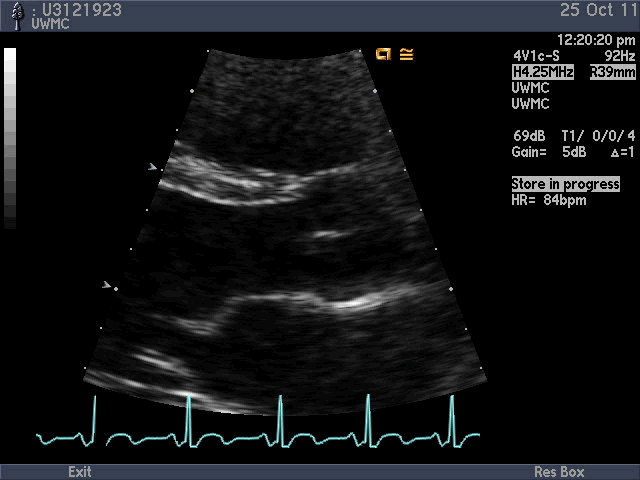 : U3121923
UWMC
25 Oct 11
12:20:20 pm
4V1c-S 92Hz
H4.25MHz R39mm
UWMC
UWMC
69dB T1/ 0/0/4
Gain= 5dB Δ=1
Store in progress
HR= 84bpm
Exit
Res Box